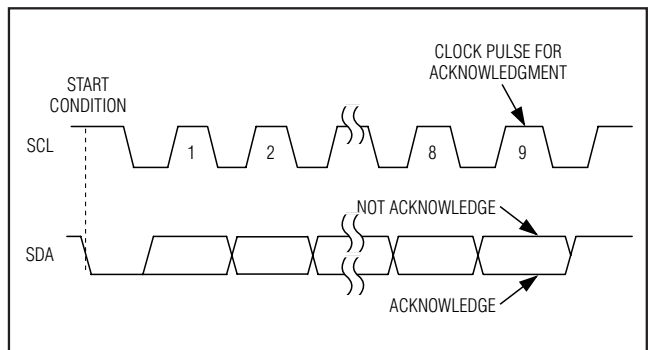 CLOCK PULSE FOR
ACKNOWLEDGMENT
START
CONDITION
SCL
1
2
8
9
NOT ACKNOWLEDGE
SDA
ACKNOWLEDGE